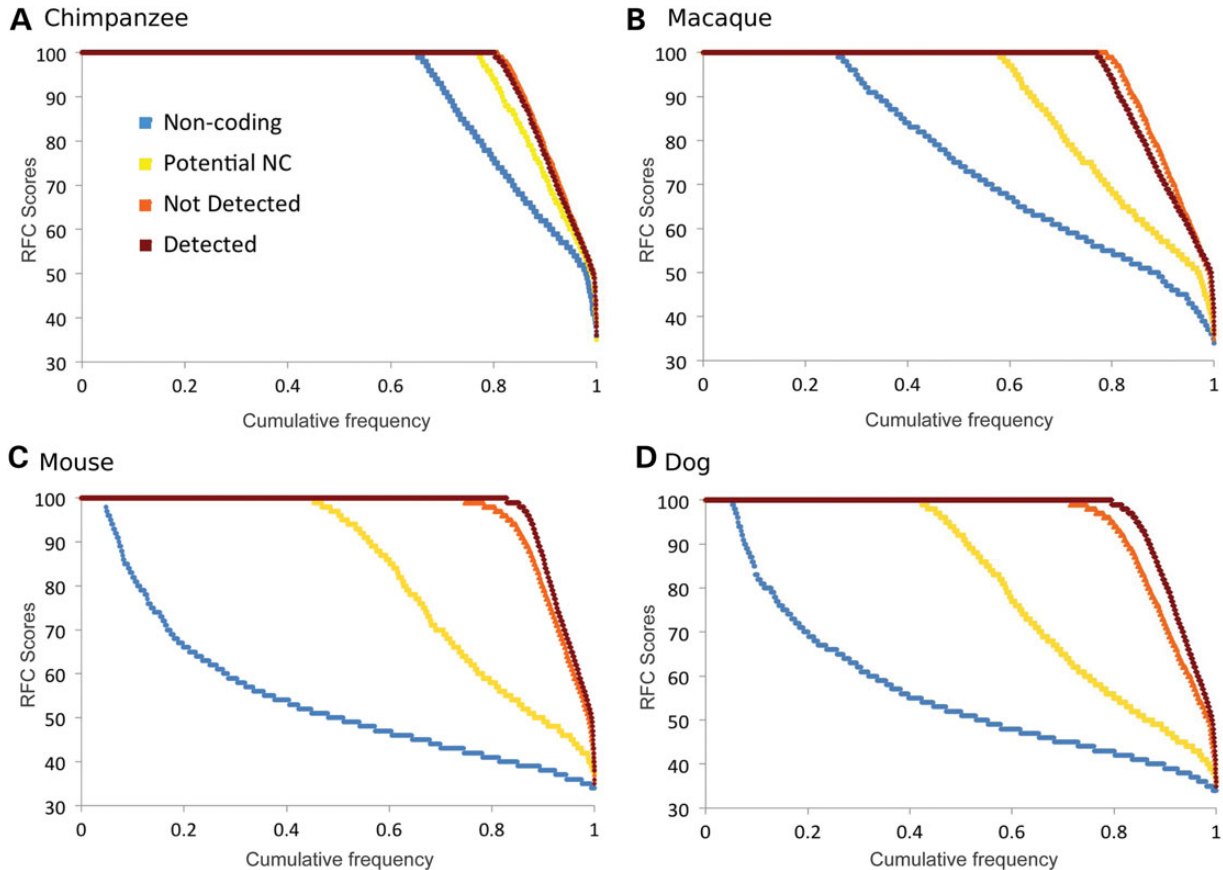 A Chimpanzee
100
90
80
70
60
50
40
30
RFC Scores
Non-coding
Potential NC
Not Detected
Detected
0 0.2 0.4 0.6 0.8 1
Cumulative frequency
B Macaque
100
90
80
70
60
50
40
30
RFC Scores
0 0.2 0.4 0.6 0.8 1
Cumulative frequency
C Mouse
100
90
80
70
60
50
40
30
RFC Scores
0 0.2 0.4 0.6 0.8 1
Cumulative frequency
D Dog
100
90
80
70
60
50
40
30
RFC Scores
0 0.2 0.4 0.6 0.8 1
Cumulative frequency